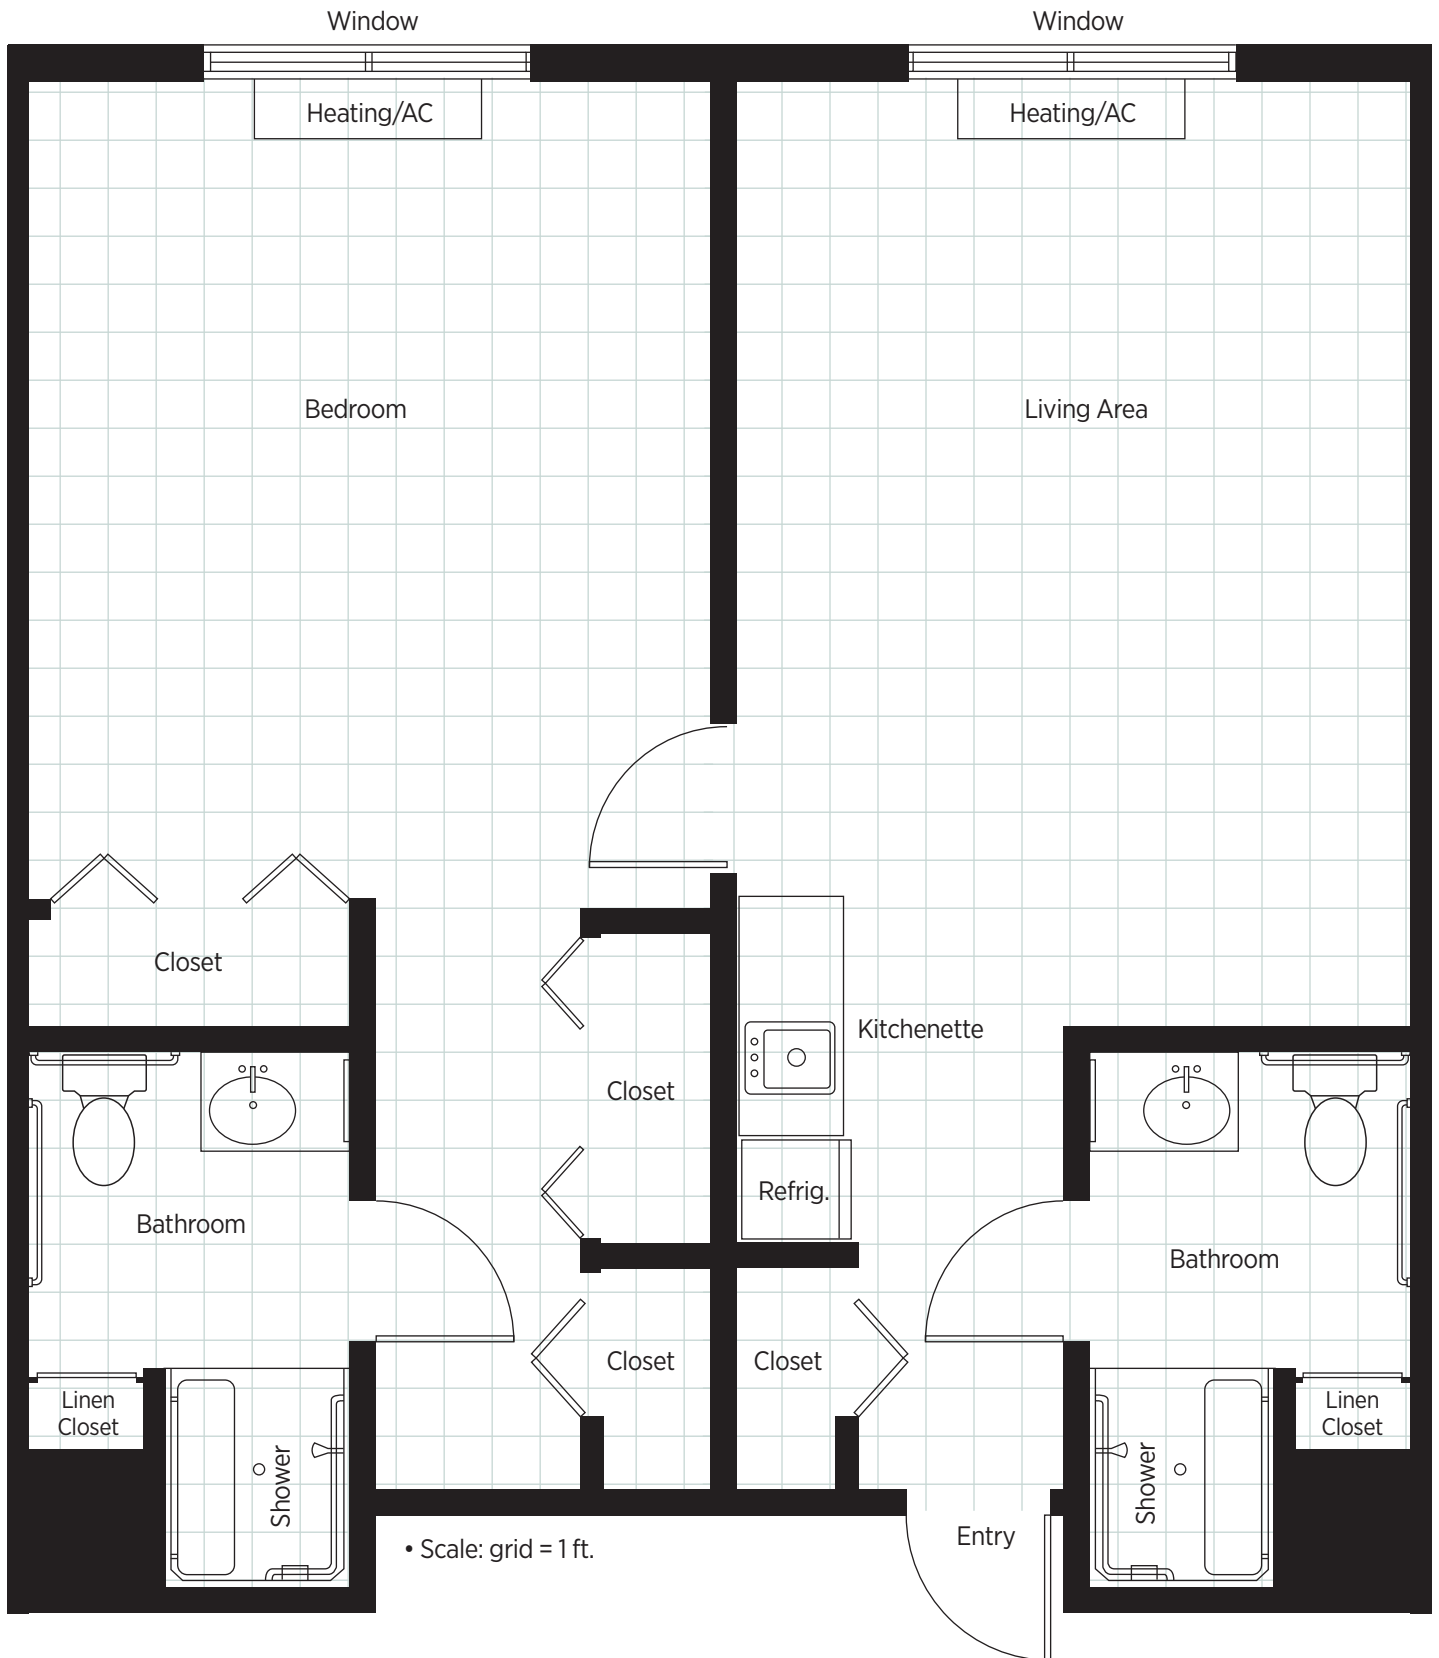 Window
Window
Heating/AC
Heating/AC
Bedroom
Living Area
Closet
Kitchenette
Closet
Refrig.
Bathroom
Bathroom
Closet
Closet
Linen
Closet
Linen
Closet
Shower
Shower
Entry
• Scale: grid = 1 ft.